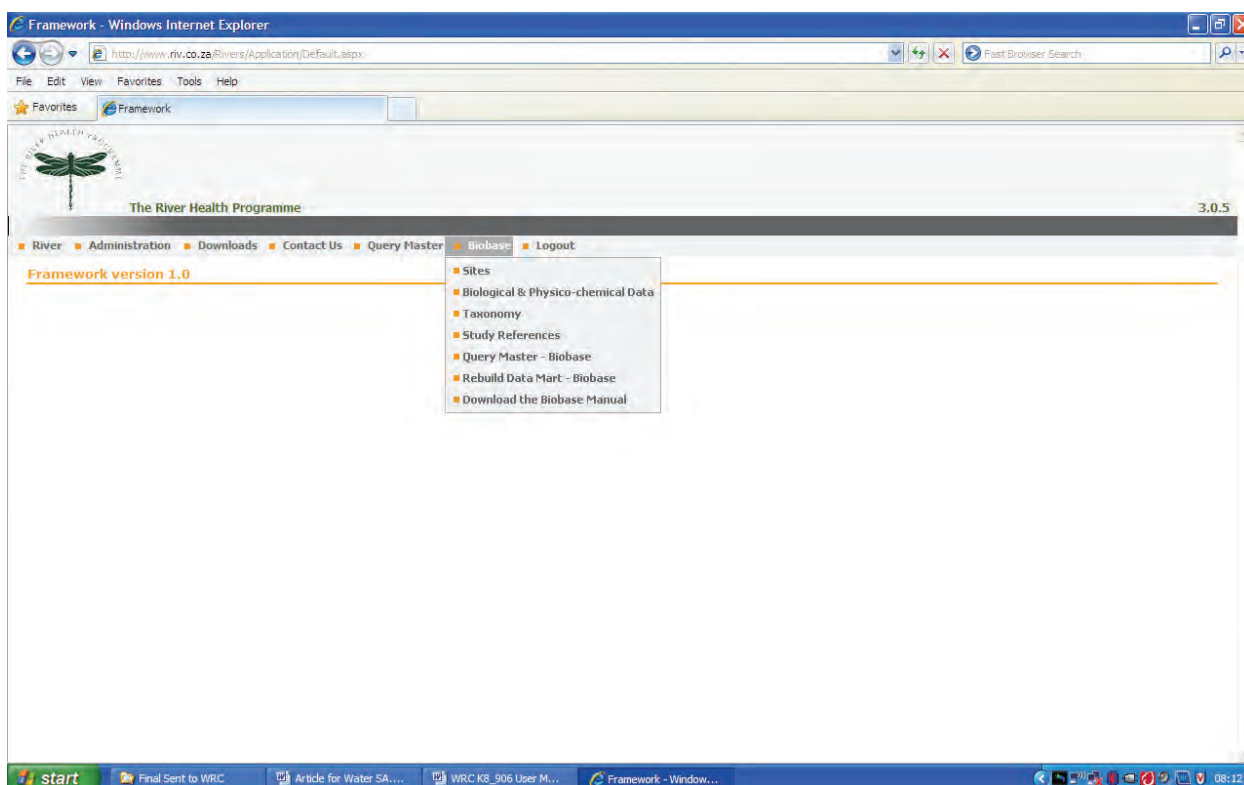 Framework - Windows Internet Explorer
http://www.riv.co.za/Rivers/Application/Default.aspx
Fast Browser Search
File Edit View Favorites Tools Help
Favorites Framework
THE RIVER HEALTH PROGRAMME
The River Health Programme 3.0.5
River Administration Downloads Contact Us Query Master Biobase Logout
Framework version 1.0
Sites
Biological & Physico-chemical Data
Taxonomy
Study References
Query Master - Biobase
Rebuild Data Mart - Biobase
Download the Biobase Manual
start Final Sent to WRC Article for Water SA.... WRC K8_906 User M... Framework - Window... 08:12